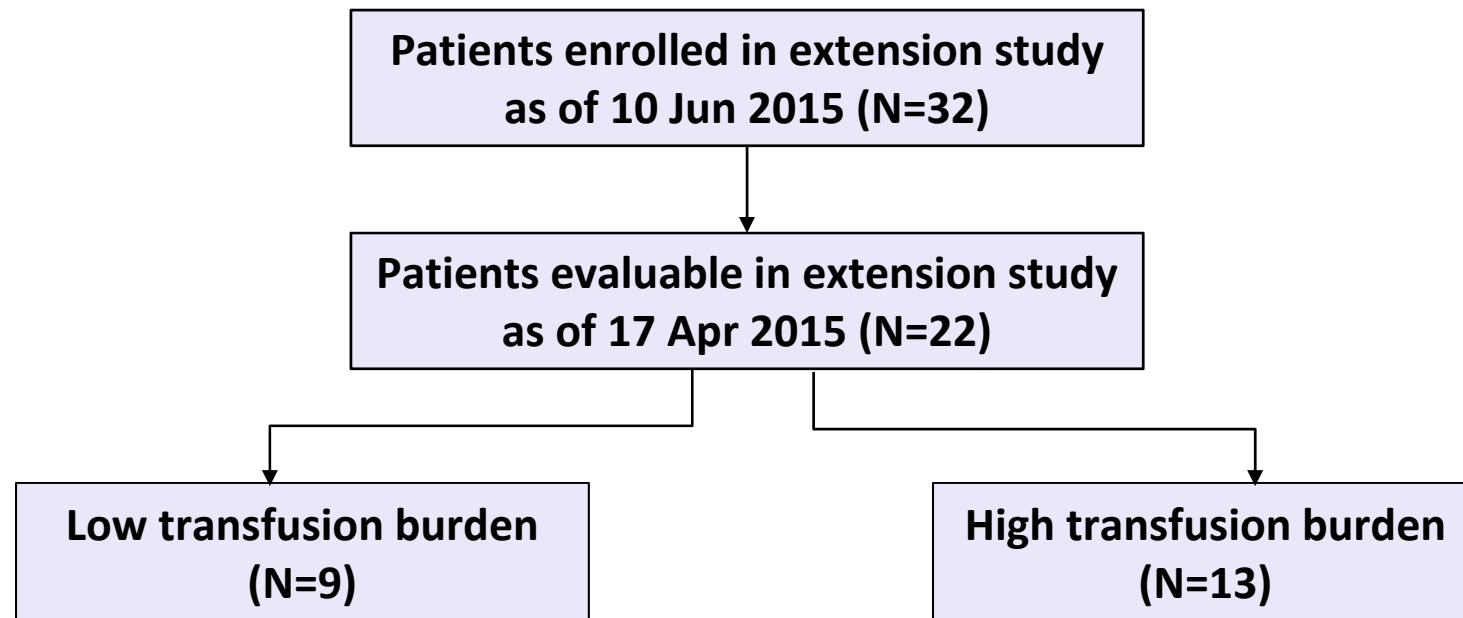 Patients enrolled in extension study
as of 10 Jun 2015 (N=32)
Patients evaluable in extension study
as of 17 Apr 2015 (N=22)
Low transfusion burden
(N=9)
High transfusion burden
(N=13)